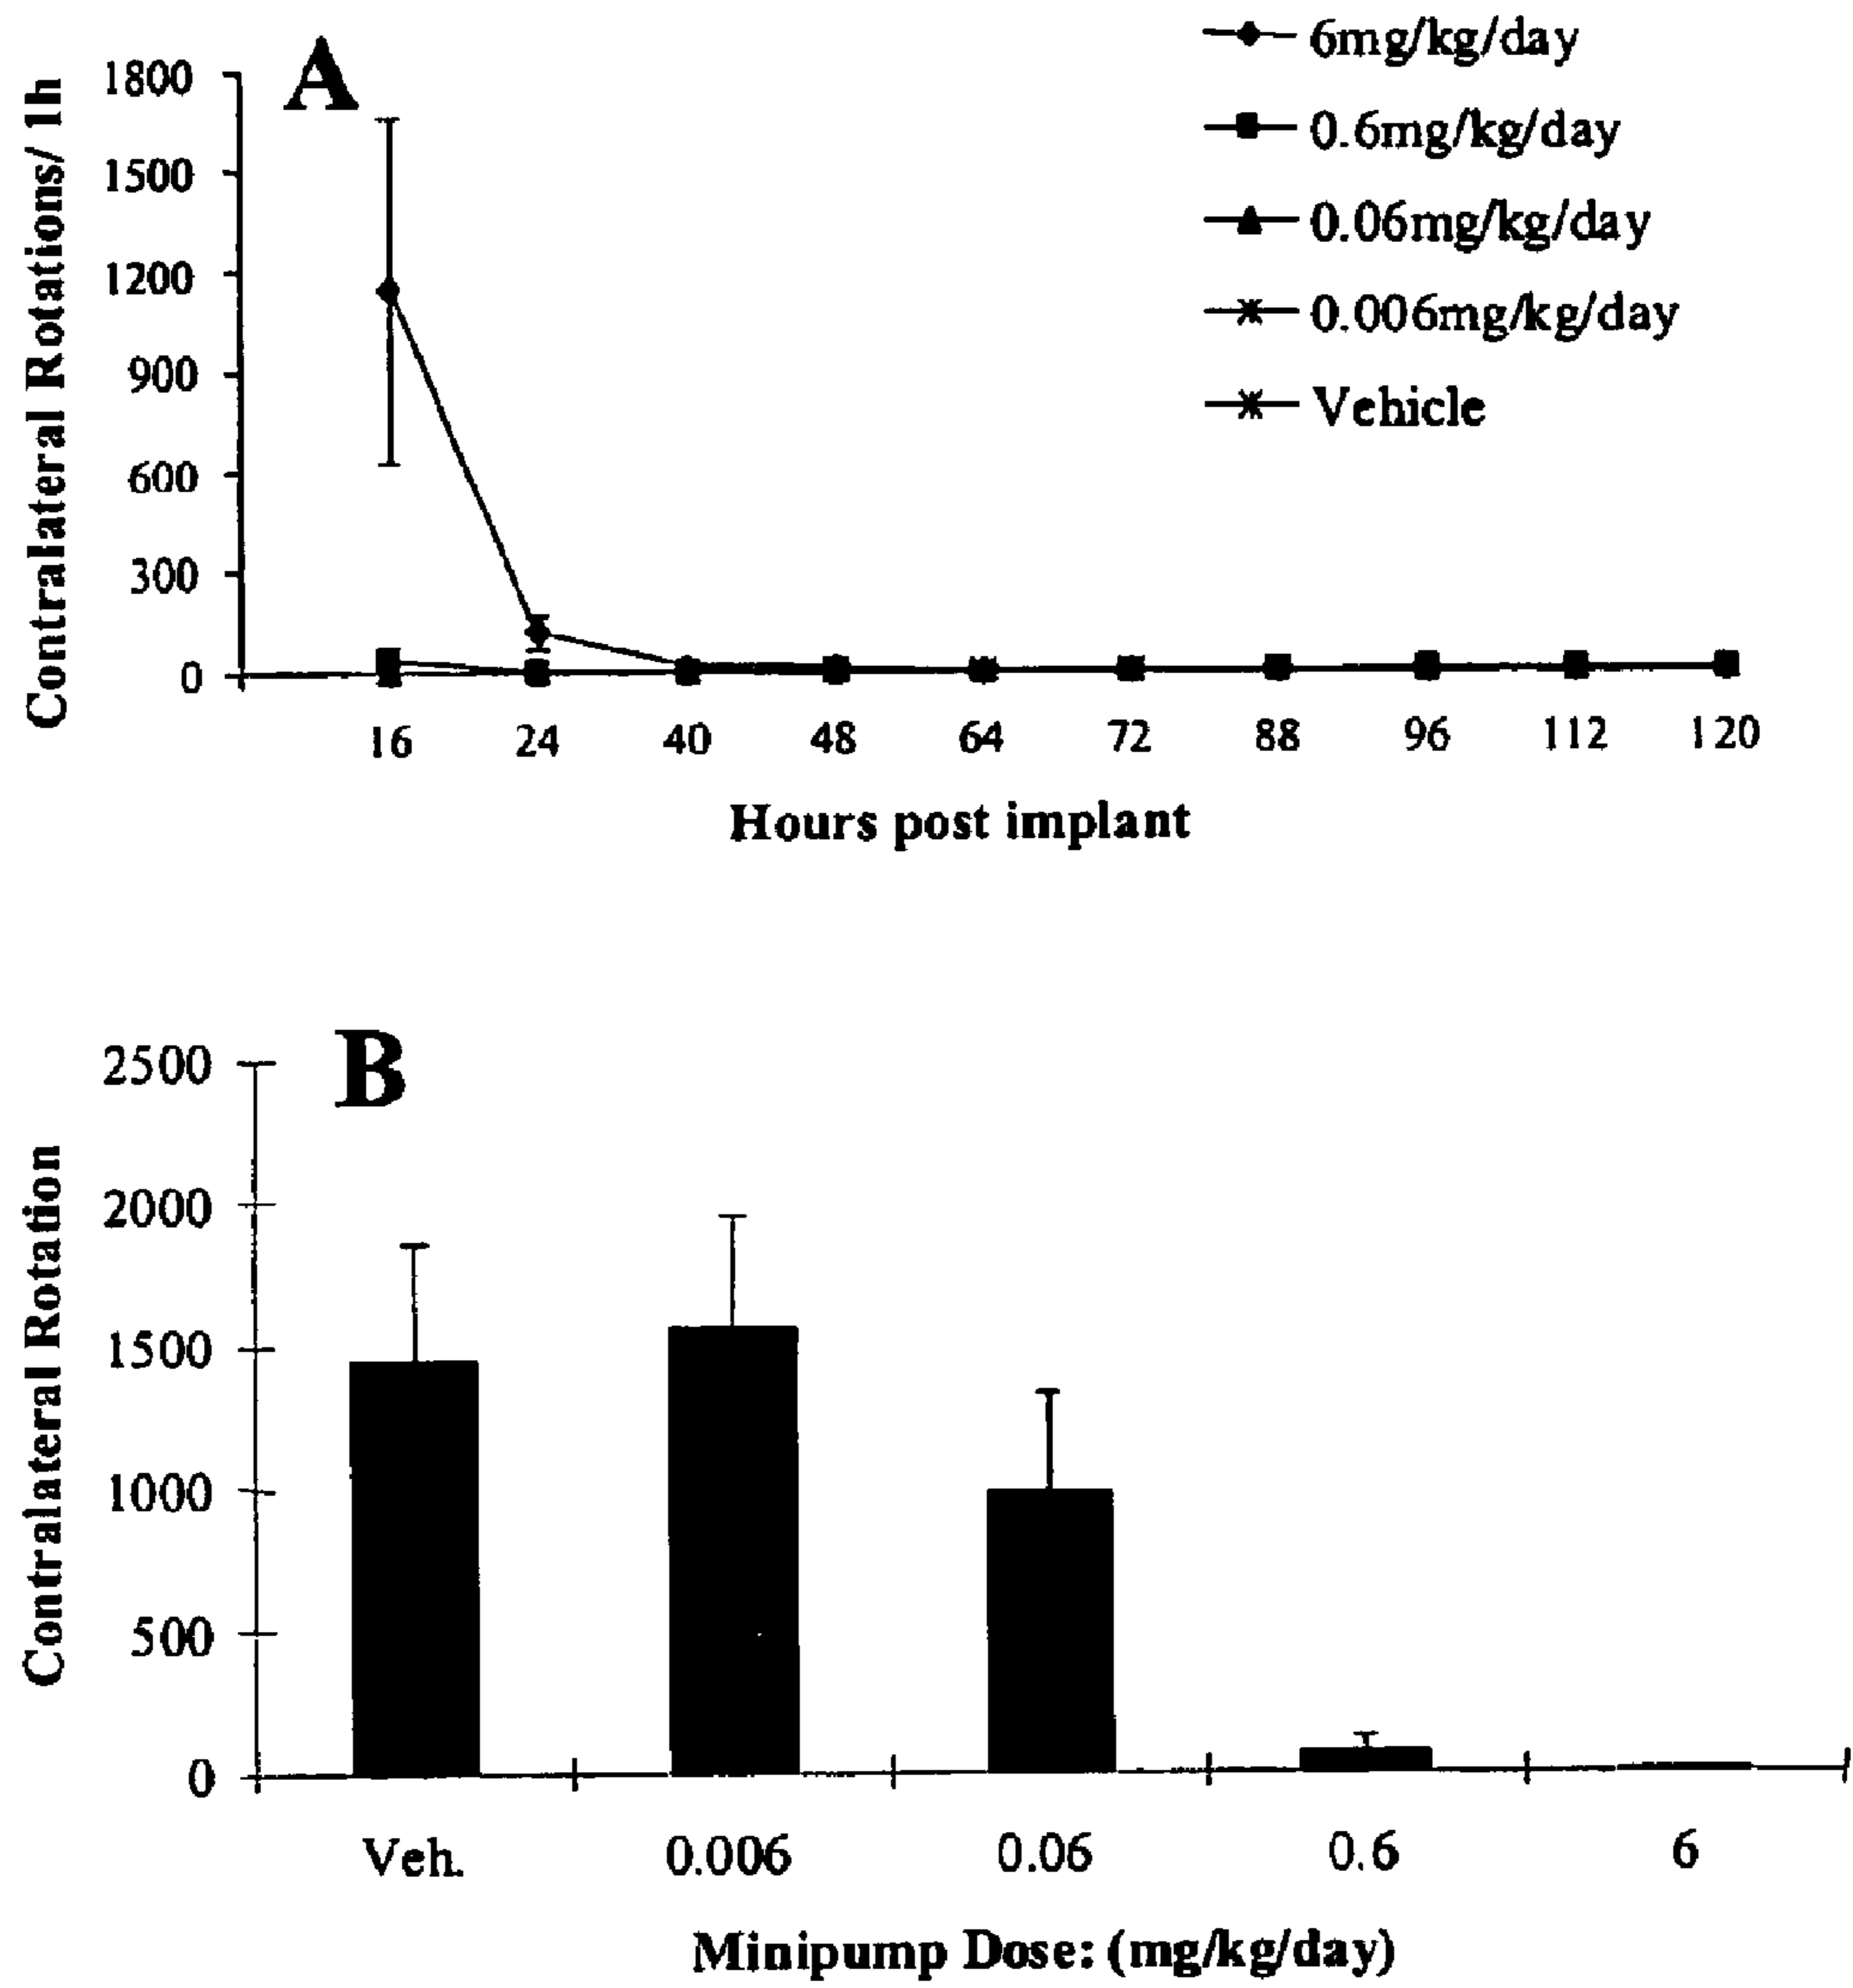 A
6mg/kg/day
0.6mg/kg/day
0.06mg/kg/day
0.006mg/kg/day
Vehicle
Contralateral Rotations/ 1h
1800
1500
1200
900
600
300
0
16 24 40 48 64 72 88 96 112 120
Hours post implant
B
Contralateral Rotation
2500
2000
1500
1000
500
0
Veh. 0.006 0.06 0.6 6
Minipump Dose: (mg/kg/day)